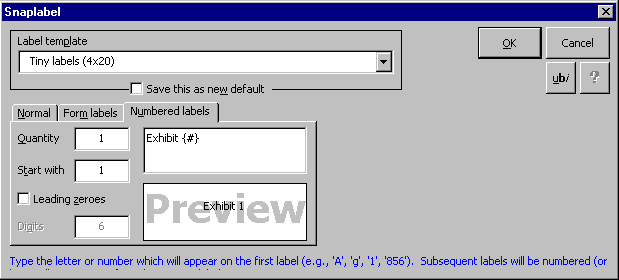 Snaplabel
Label template
Tiny labels (4x20)
OK
Cancel
Save this as new default
ubi
?
Normal
Form labels
Numbered labels
Quantity
1
Exhibit {#}
Start with
1
Leading zeroes
Preview
Exhibit 1
Digits
6
Type the letter or number which will appear on the first label (e.g., 'A', 'g', '1', '856'). Subsequent labels will be numbered (or